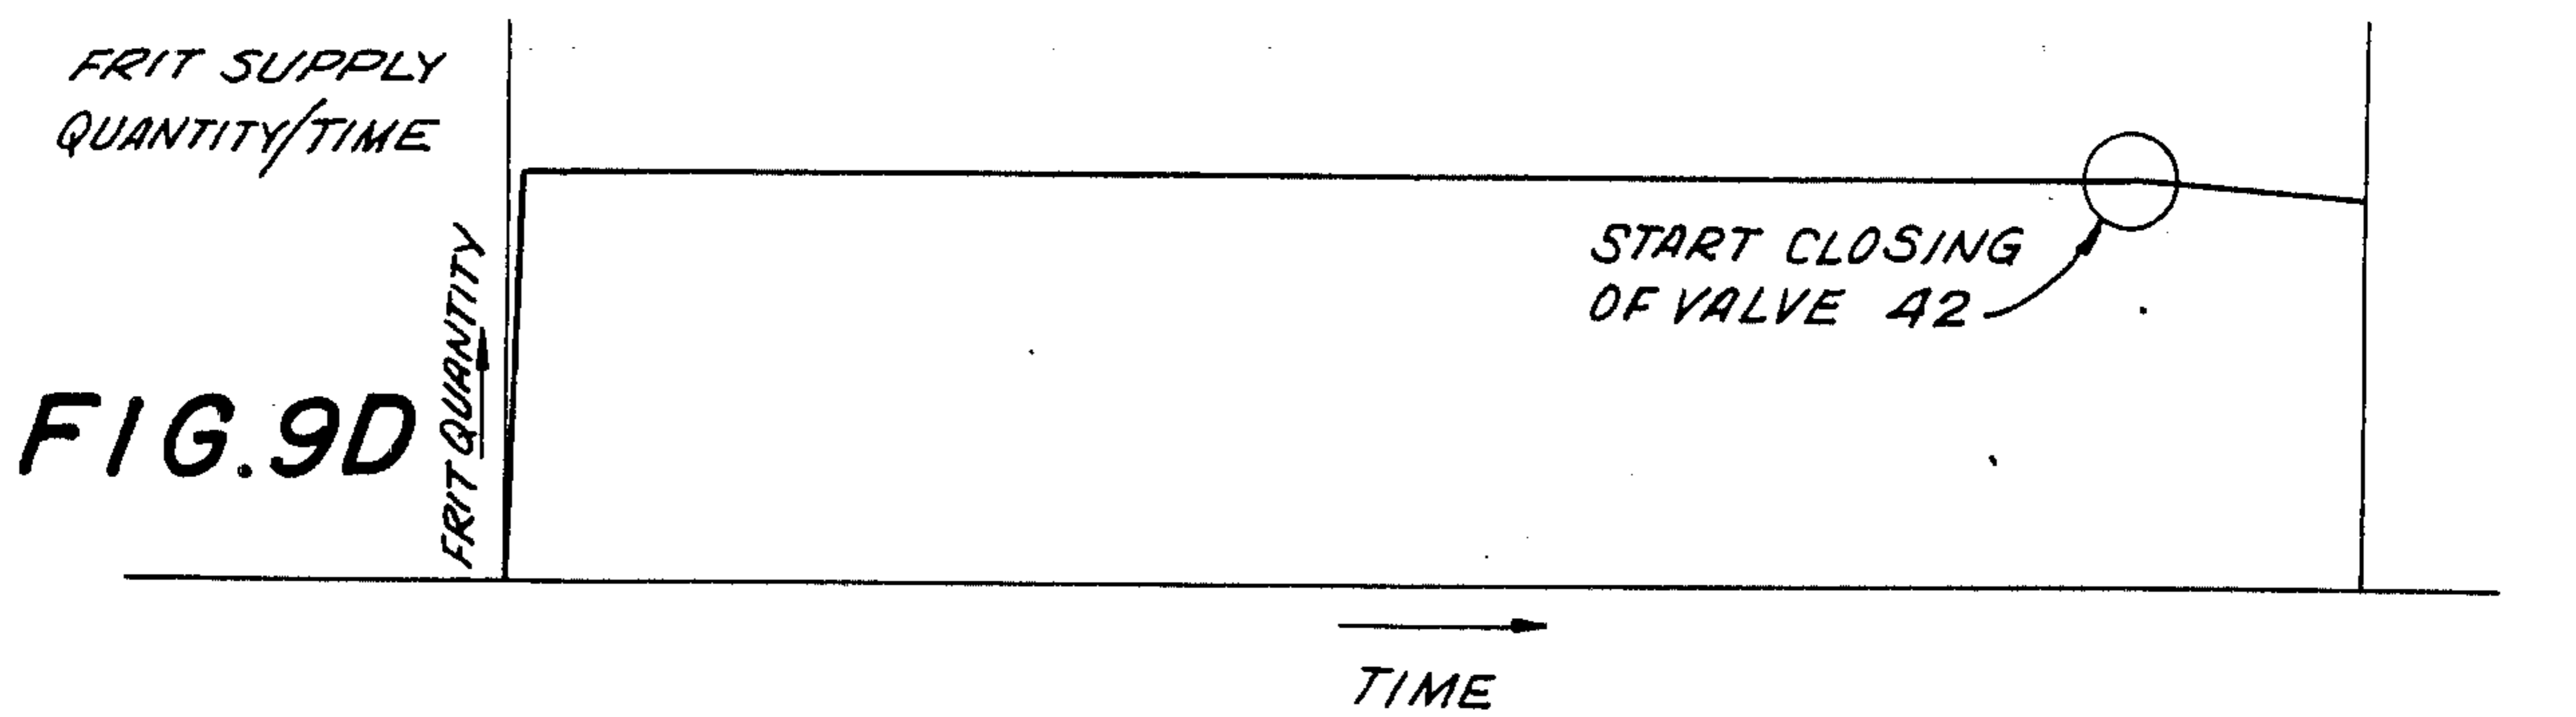 FRIT SUPPLY
QUANTITY/TIME
FRIT QUANTITY
START CLOSING
OF VALVE 42
FIG.9D
TIME